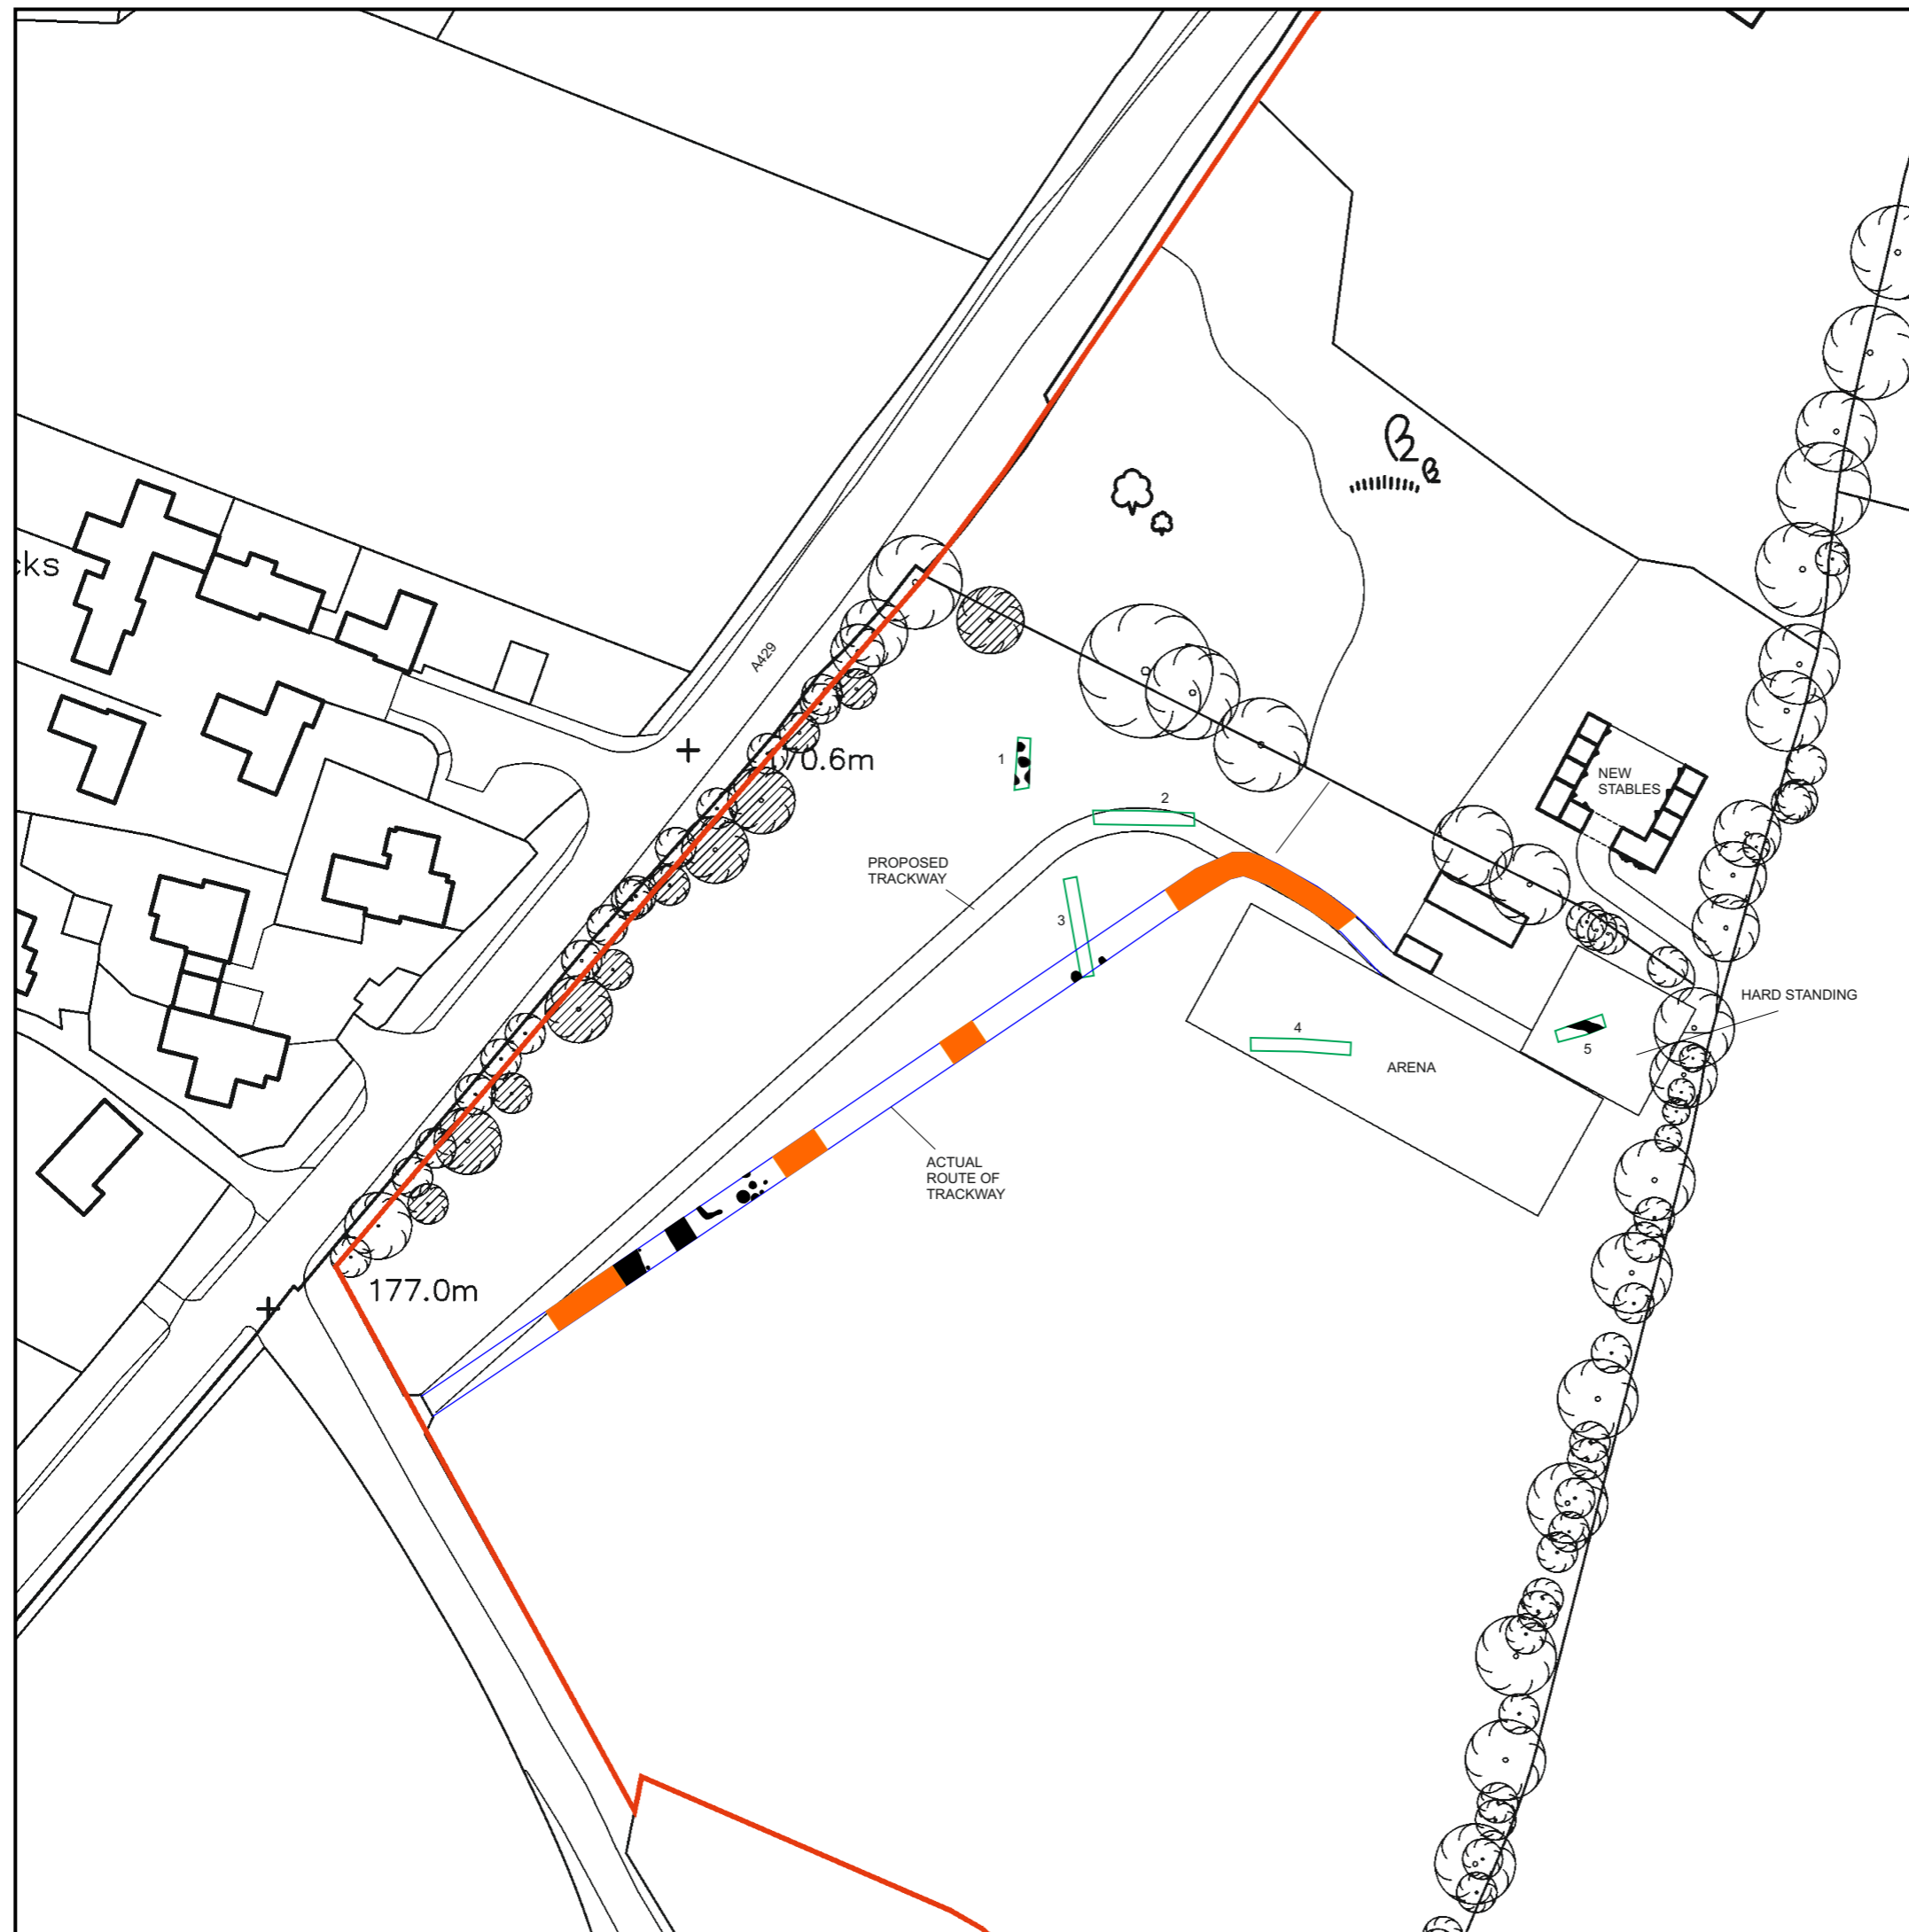 cks
A429
70.6m
1
2
NEW
STABLES
PROPOSED
TRACKWAY
3
HARD STANDING
4
5
ARENA
ACTUAL
ROUTE OF
TRACKWAY
177.0m